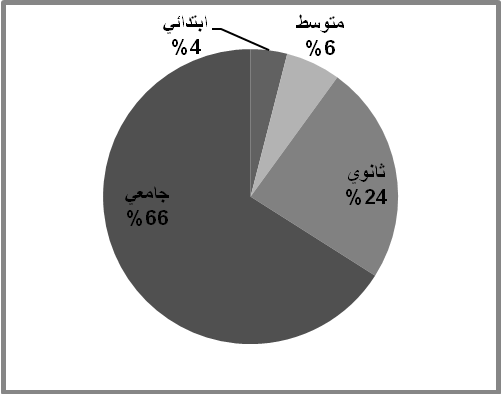 متوسط
%6
ابتدائي
%4
ثانوي
%24
جامعي
%66